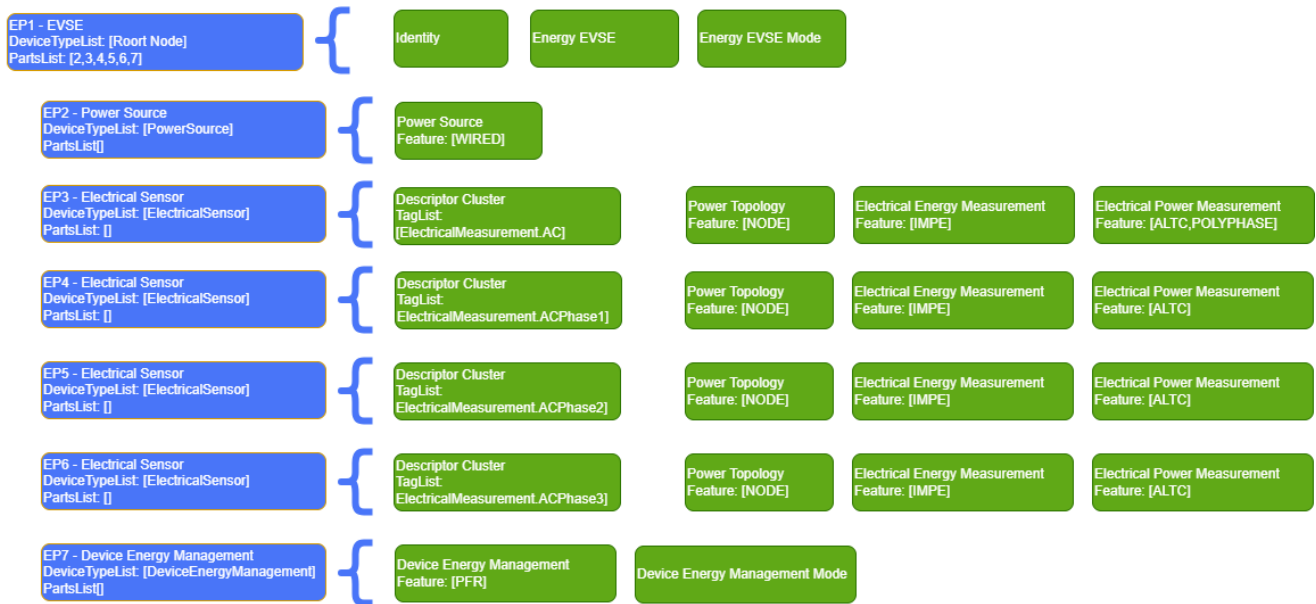 EP1 - EVSE
DeviceTypeList: [Roort Node]
PartsList: [2,3,4,5,6,7]
Identity
Energy EVSE
Energy EVSE Mode
EP2 - Power Source
DeviceTypeList: [PowerSource]
PartsList[]
Power Source
Feature: [WIRED]
EP3 - Electrical Sensor
DeviceTypeList: [ElectricalSensor]
PartsList: []
Descriptor Cluster
TagList:
[ElectricalMeasurement.AC]
Power Topology
Feature: [NODE]
Electrical Energy Measurement
Feature: [IMPE]
Electrical Power Measurement
Feature: [ALTC,POLYPHASE]
EP4 - Electrical Sensor
DeviceTypeList: [ElectricalSensor]
PartsList: []
Descriptor Cluster
TagList:
ElectricalMeasurement.ACPhase1]
Power Topology
Feature: [NODE]
Electrical Energy Measurement
Feature: [IMPE]
Electrical Power Measurement
Feature: [ALTC]
EP5 - Electrical Sensor
DeviceTypeList: [ElectricalSensor]
PartsList: []
Descriptor Cluster
TagList:
ElectricalMeasurement.ACPhase2]
Power Topology
Feature: [NODE]
Electrical Energy Measurement
Feature: [IMPE]
Electrical Power Measurement
Feature: [ALTC]
EP6 - Electrical Sensor
DeviceTypeList: [ElectricalSensor]
PartsList: []
Descriptor Cluster
TagList:
ElectricalMeasurement.ACPhase3]
Power Topology
Feature: [NODE]
Electrical Energy Measurement
Feature: [IMPE]
Electrical Power Measurement
Feature: [ALTC]
EP7 - Device Energy Management
DeviceTypeList: [DeviceEnergyManagement]
PartsList[]
Device Energy Management
Feature: [PFR]
Device Energy Management Mode